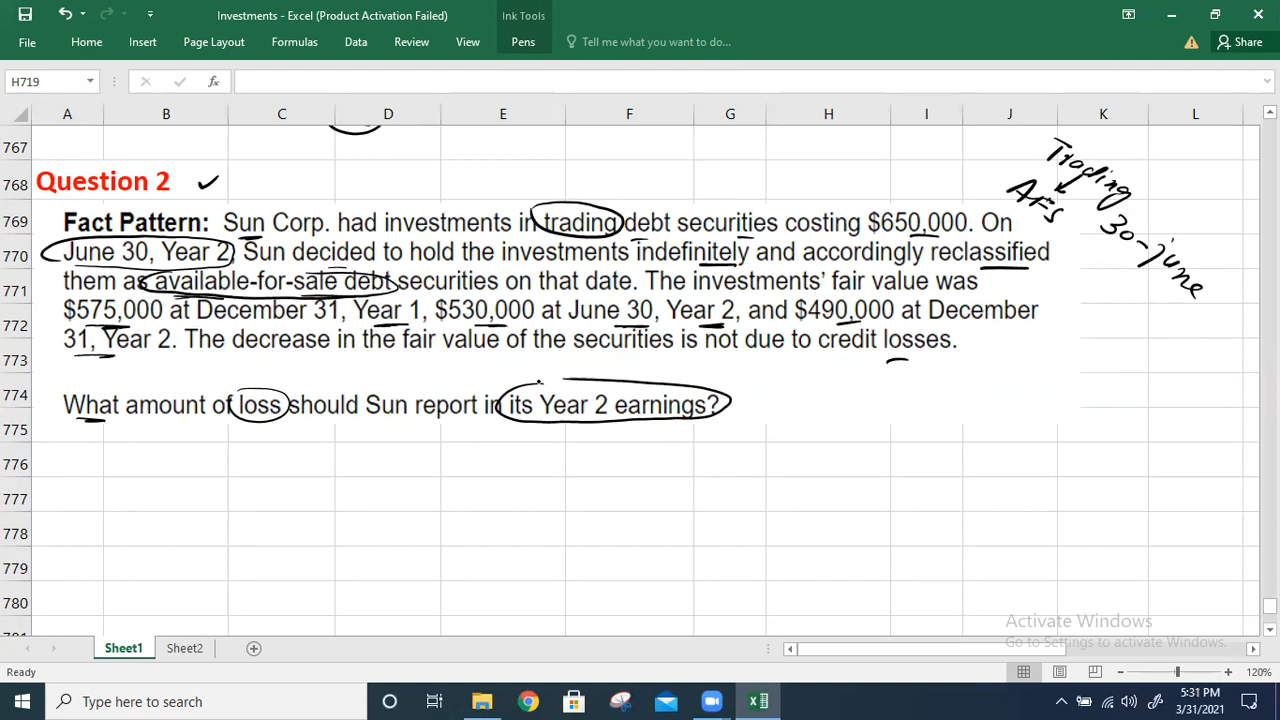 Investments - Excel (Product Activation Failed)
Ink Tools
File
Home
Insert
Page Layout
Formulas
Data
Review
View
Pens
Tell me what you want to do...
Share
H719
fx
A B C D E F G H I J K L
767
768
Question 2
Trading
AFS
30-june
769
Fact Pattern: Sun Corp. had investments in trading debt securities costing $650,000. On
770
June 30, Year 2, Sun decided to hold the investments indefinitely and accordingly reclassified
771
them as available-for-sale debt securities on that date. The investments’ fair value was
772
$575,000 at December 31, Year 1, $530,000 at June 30, Year 2, and $490,000 at December
773
31, Year 2. The decrease in the fair value of the securities is not due to credit losses.
774
What amount of loss should Sun report in its Year 2 earnings?
775
776
777
778
779
780
Activate Windows
Go to Settings to activate Windows.
Sheet1
Sheet2
Ready
120%
Type here to search
5:31 PM
3/31/2021